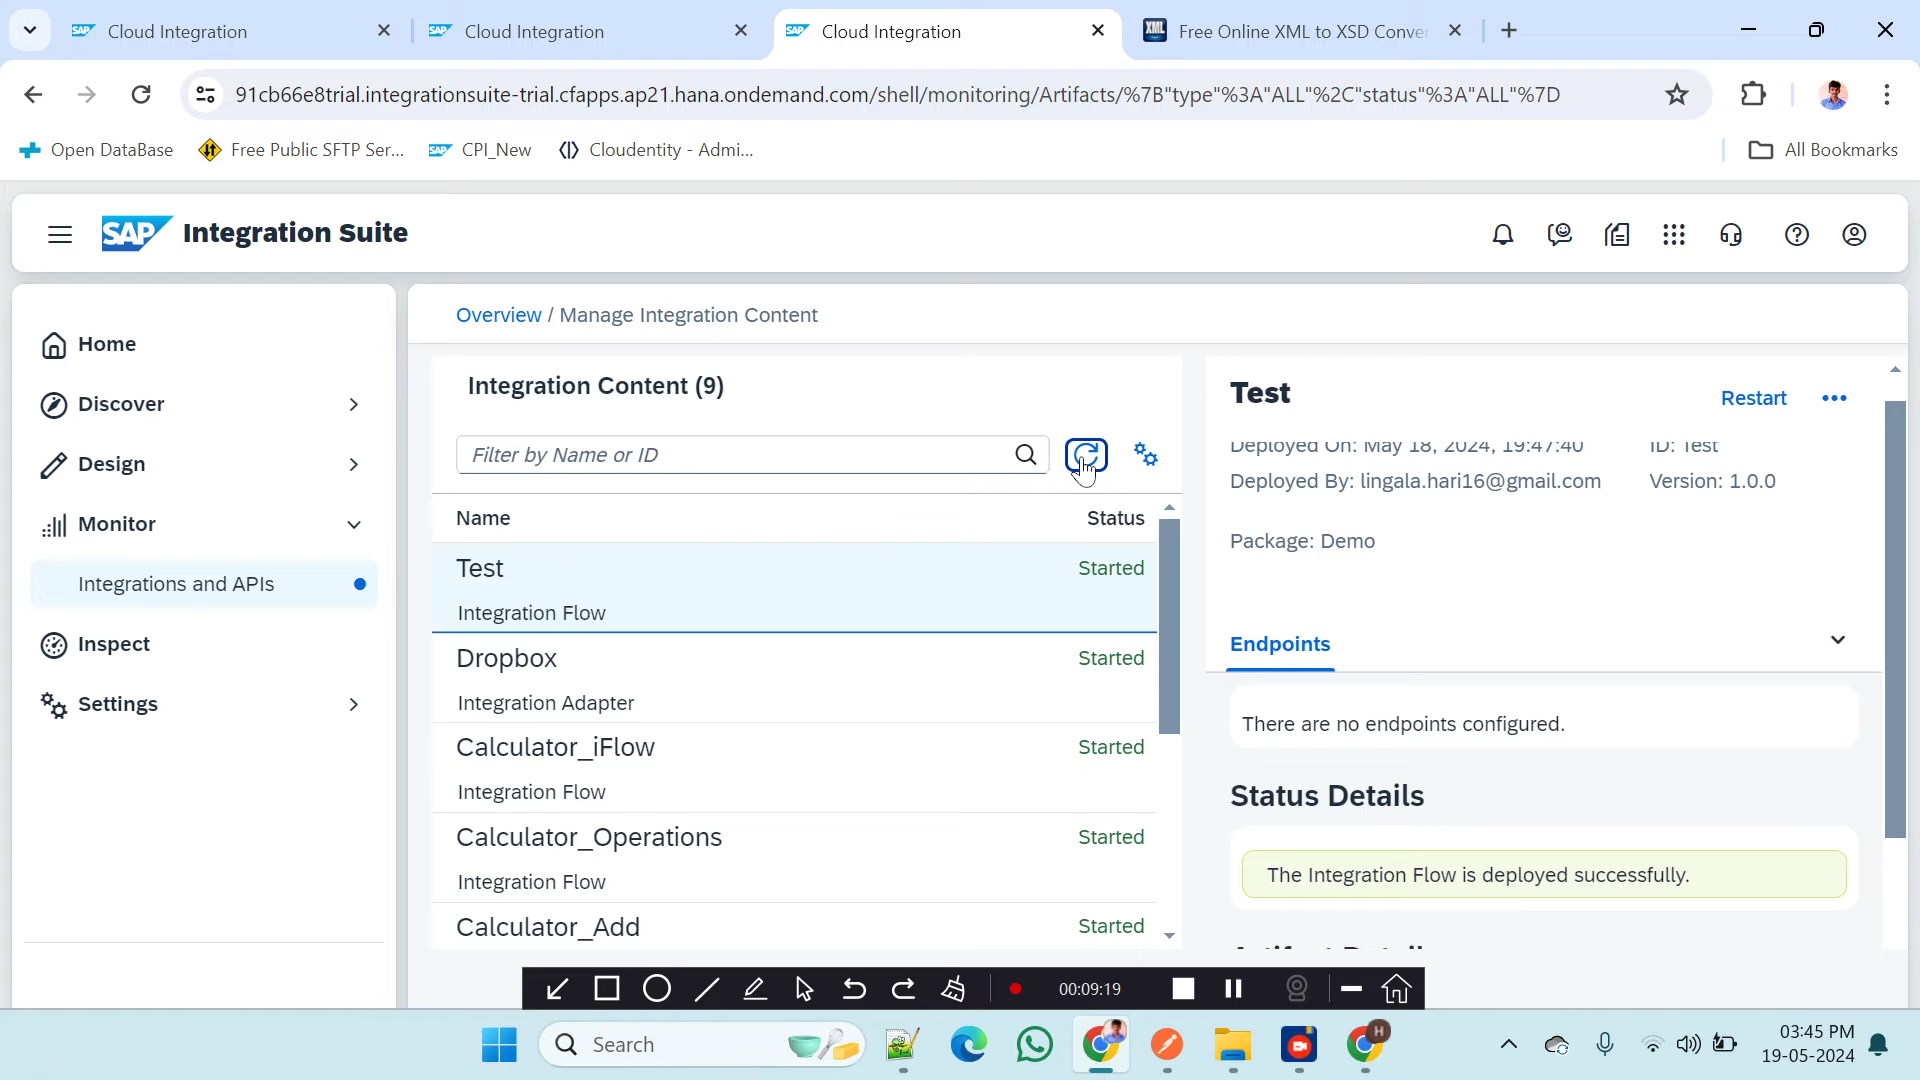 Cloud Integration
Cloud Integration
Cloud Integration
XML Free Online XML to XSD Conver
91cb66e8trial.integrationsuite-trial.cfapps.ap21.hana.ondemand.com/shell/monitoring/Artifacts/%7B"type"%3A"ALL"%2C"status"%3A"ALL"%7D
Open DataBase
Free Public SFTP Ser...
CPI_New
Cloudentity - Admi...
All Bookmarks
SAP Integration Suite
Home
Discover
Design
Monitor
Integrations and APIs
Inspect
Settings
Overview / Manage Integration Content
Integration Content (9)
Filter by Name or ID
Name Status
Test Started
Integration Flow
Dropbox Started
Integration Adapter
Calculator_iFlow Started
Integration Flow
Calculator_Operations Started
Integration Flow
Calculator_Add Started
Test
Restart
Deployed On: May 18, 2024, 19:47:40 ID: Test
Deployed By: lingala.hari16@gmail.com Version: 1.0.0
Package: Demo
Endpoints
There are no endpoints configured.
Status Details
The Integration Flow is deployed successfully.
00:09:19
Search
H
03:45 PM
19-05-2024